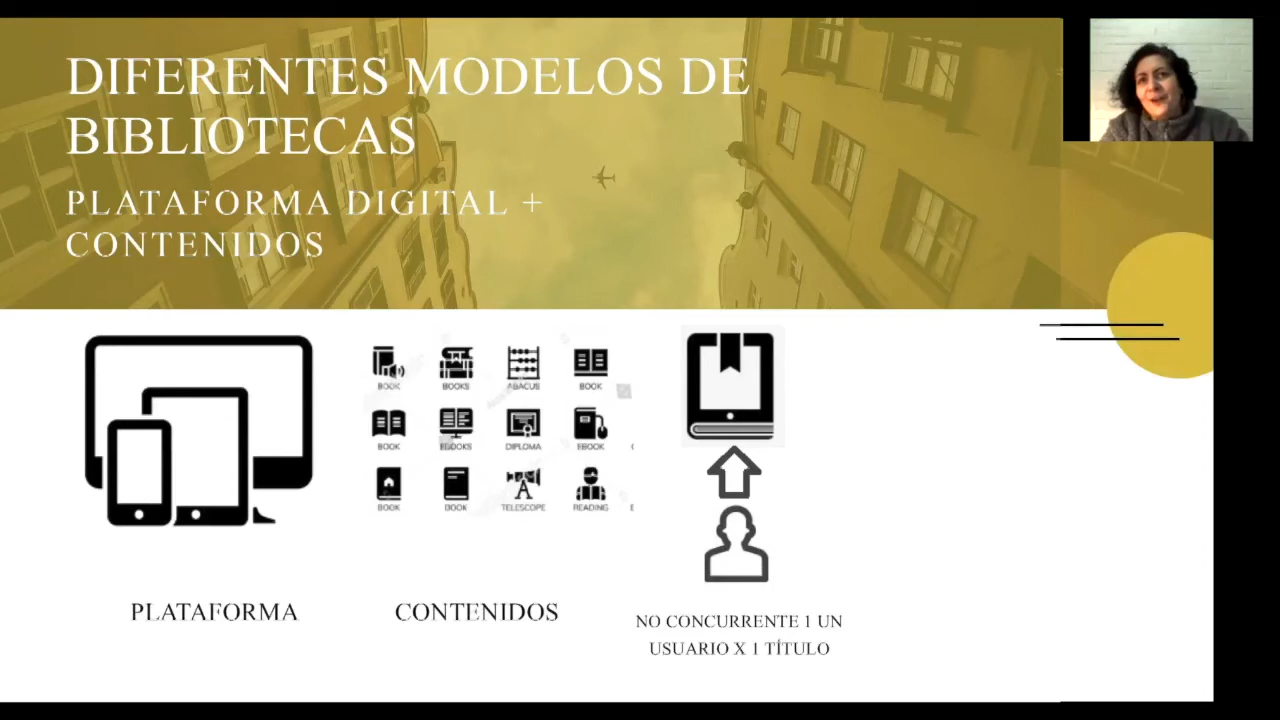 DIFERENTES MODELOS DE
BIBLIOTECAS
PLATAFORMA DIGITAL +
CONTENIDOS
BOOK
BOOKS
ABACUS
BOOK
BOOK
EBOOKS
DIPLOMA
EBOOK
BOOK
BOOK
TELESCOPE
READING
PLATAFORMA
CONTENIDOS
NO CONCURRENTE 1 UN
USUARIO X 1 TÍTULO